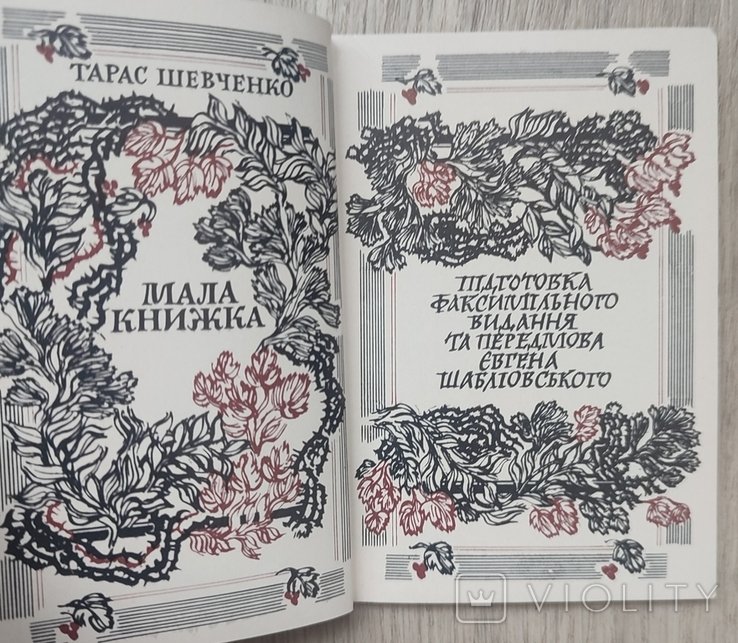 ТАРАС ШЕВЧЕНКО
МАЛА
КНИЖКА
ПІДГОТОВКА
ФАКСИМІЛЬНОГО
ВИДАННЯ
ТА ПЕРЕДМОВА
ЄВГЕНА
ШАБЛІОВСЬКОГО
VIOLITY